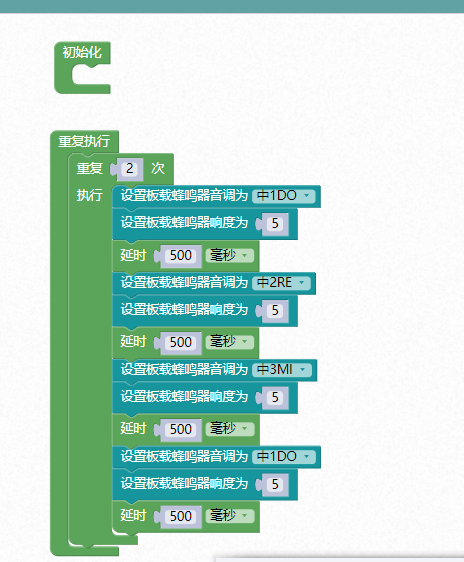 初始化
重复执行
重复 2 次
执行 设置板载蜂鸣器音调为 中1DO
设置板载蜂鸣器响度为 5
延时 500 毫秒
设置板载蜂鸣器音调为 中2RE
设置板载蜂鸣器响度为 5
延时 500 毫秒
设置板载蜂鸣器音调为 中3MI
设置板载蜂鸣器响度为 5
延时 500 毫秒
设置板载蜂鸣器音调为 中1DO
设置板载蜂鸣器响度为 5
延时 500 毫秒